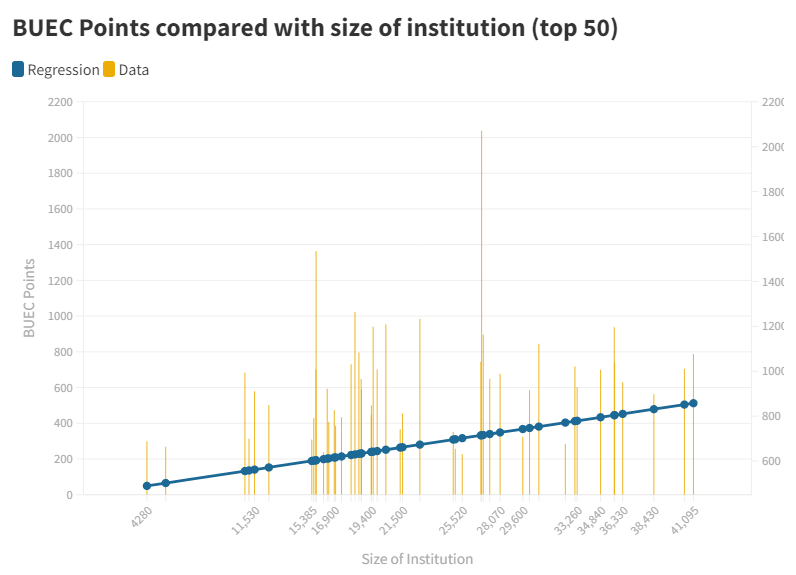 BUEC Points compared with size of institution (top 50)
Regression Data
2200 2200
2000 2000
1800 1800
1600 1600
1400 1400
1200 1200
1000 1000
800 800
600 600
400
200
0
BUEC Points
4280 11,530 15,385 16,900 19,400 21,500 25,520 28,070 29,600 33,260 34,840 36,330 38,430 41,095
Size of Institution